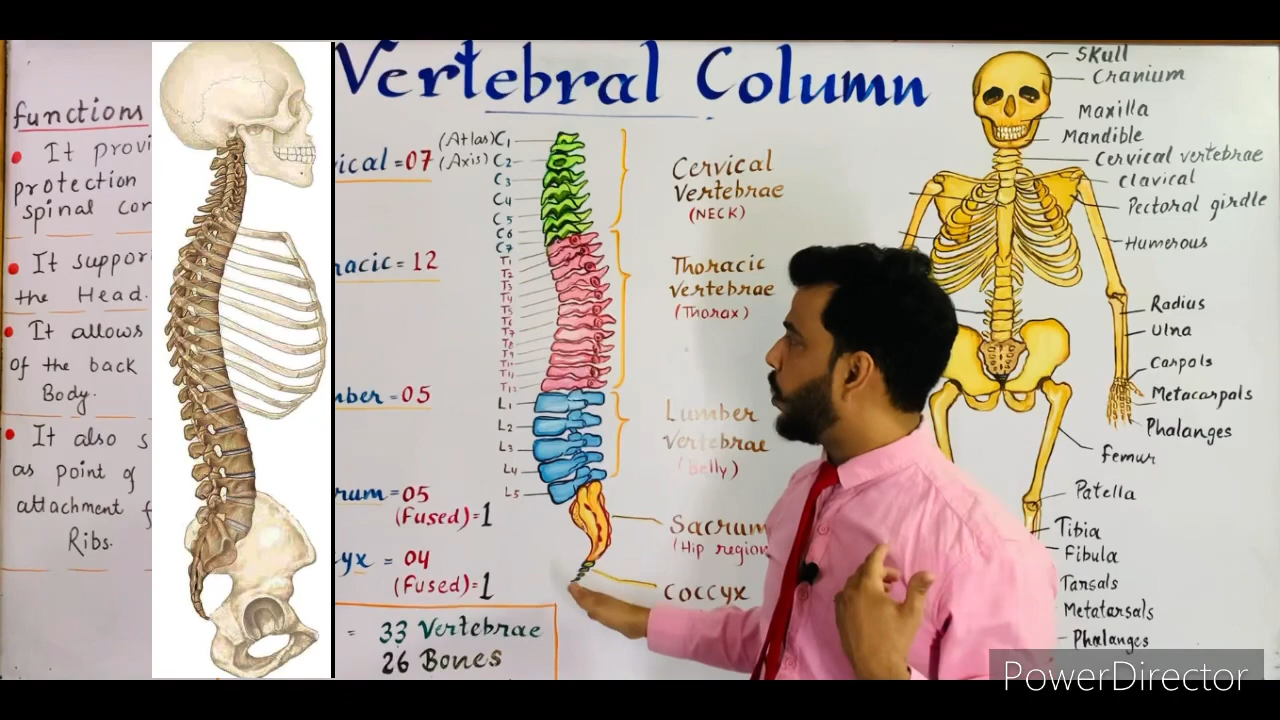 Vertebral Column
functions
It provi
protection
spinal cor
It suppor
the Head.
It allows
of the back
Body.
It also s
as point of
attachment f
Ribs.
ical = 07
racic = 12
nber = 05
rum = 05
(Fused) = 1
yx = 04
(Fused) = 1
= 33 Vertebrae
26 Bones
(Atlas) C1
(Axis) C2
C3
C4
C5
C6
C7
T1
T2
T3
T4
T5
T6
T7
T8
T9
T10
T11
T12
L1
L2
L3
L4
L5
Cervical
Vertebrae
(NECK)
Thoracic
Vertebrae
(Thorax)
Lumber
Vertebrae
(Belly)
Sacrum
(Hip region
Coccyx
Skull
Cranium
Maxilla
Mandible
Cervical vertebrae
Clavical
Pectoral girdle
Humerous
Radius
Ulna
Carpols
Metacarpals
Phalanges
Femur
Patella
Tibia
Fibula
Tarsals
Metatarsals
Phalanges
PowerDirector